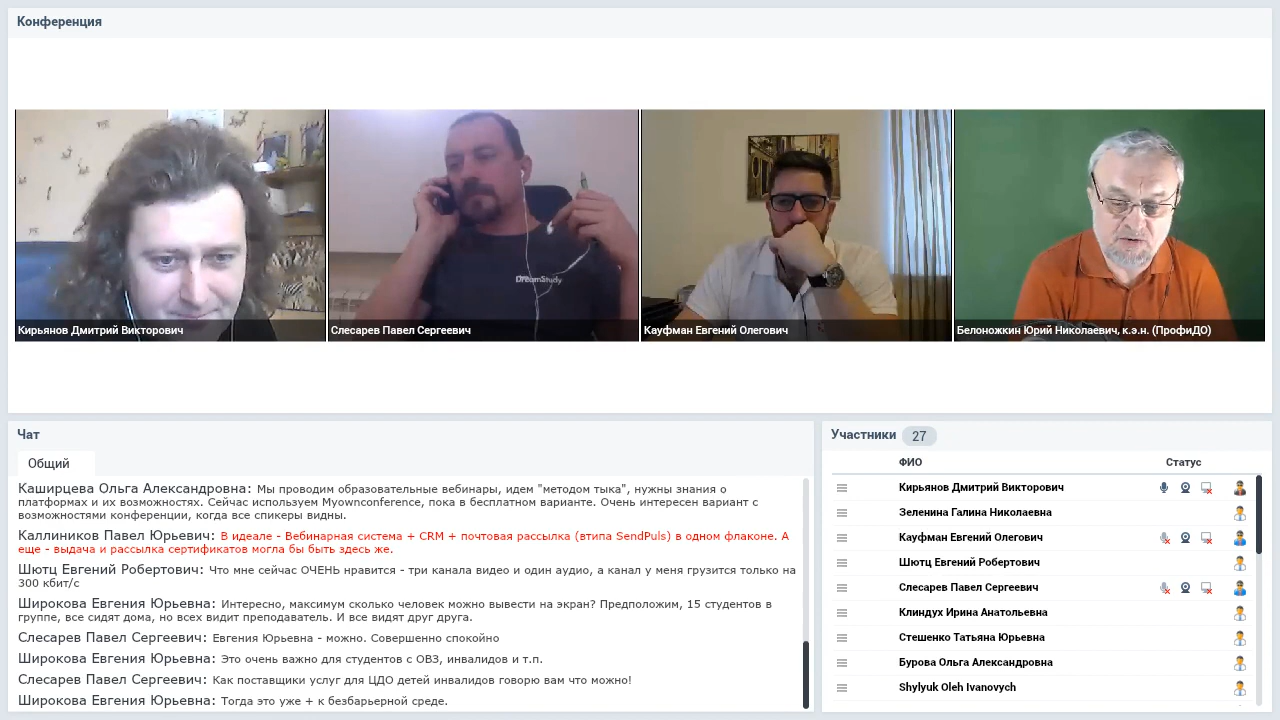 Конференция
DreamStudy
Кирьянов Дмитрий Викторович
Слесарев Павел Сергеевич
Кауфман Евгений Олегович
Белоножкин Юрий Николаевич, к.э.н. (ПрофиДО)
Чат
Общий
Каширцева Ольга Александровна: Мы проводим образовательные вебинары, идем "методом тыка", нужны знания о
платформах и их возможностях. Сейчас используем Myownconference, пока в бесплатном варианте. Очень интересен вариант с
возможностями конференции, когда все спикеры видны.
Каллиников Павел Юрьевич: В идеале - Вебинарная система + CRM + почтовая рассылка (втипа SendPuls) в одном флаконе. А
еще - выдача и рассылка сертификатов могла бы быть здесь же.
Шютц Евгений Робертович: Что мне сейчас ОЧЕНЬ нравится - три канала видео и один аудио, а канал у меня грузится только на
300 кбит/с
Широкова Евгения Юрьевна: Интересно, максимум сколько человек можно вывести на экран? Предположим, 15 студентов в
группе, все сидят дома, но всех видит преподаватель. И все видят друг друга.
Слесарев Павел Сергеевич: Евгения Юрьевна - можно. Совершенно спокойно
Широкова Евгения Юрьевна: Это очень важно для студентов с ОВЗ, инвалидов и т.п.
Слесарев Павел Сергеевич: Как поставщики услуг для ЦДО детей инвалидов говорю вам что можно!
Широкова Евгения Юрьевна: Тогда это уже + к безбарьерной среде.
Участники 27
ФИО Статус
Кирьянов Дмитрий Викторович
Зеленина Галина Николаевна
Кауфман Евгений Олегович
Шютц Евгений Робертович
Слесарев Павел Сергеевич
Клиндух Ирина Анатольевна
Стешенко Татьяна Юрьевна
Бурова Ольга Александровна
Shylyuk Oleh Ivanovych